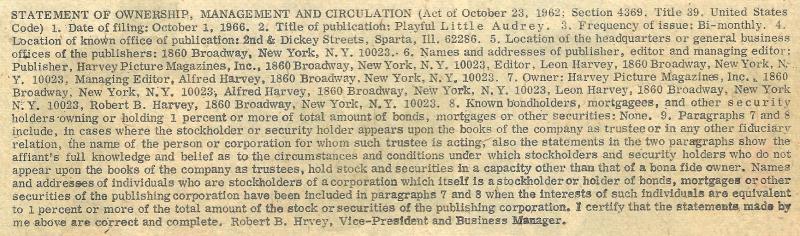 STATEMENT OF OWNERSHIP, MANAGEMENT AND CIRCULATION (Act of October 23, 1962; Section 4369, Title 39, United States
Code) 1. Date of filing: October 1, 1966. 2. Title of publication: Playful Little Audrey. 3. Frequency of issue: Bi-monthly. 4.
Location of known office of publication: 2nd & Dickey Streets, Sparta, Ill, 62286. 5. Location of the headquarters or general business
offices of the publishers: 1860 Broadway, New York, N.Y. 10023.- 6. Names and addresses of publisher, editor and managing editor:
Publisher, Harvey Picture Magazines, Inc., 1860 Broadway, New York, N.Y. 10023, Editor, Leon Harvey, 1860 Broadway, New York, N.
Y. 10023, Managing Editor, Alfred Harvey, 1860 Broadway, New York, N.Y. 10023. 7. Owner: Harvey Picture Magazines, Inc., 1860
Broadway, New York, N.Y. 10023, Alfred Harvey, 1860 Broadway, New York, N.Y. 10023, Leon Harvey, 1860 Broadway, New York
N.Y. 10023, Robert B. Harvey, 1860 Broadway, New York, N.Y. 10023. 8. Known bondholders, mortgagees, and other security
holders owning or holding 1 percent or more of total amount of bonds, mortgages or other securities: None. 9. Paragraphs 7 and 8
include, in cases where the stockholder or security holder appears upon the books of the company as trustee or in any other fiduciary
relation, the name of the person or corporation for whom such trustee is acting, also the statements in the two paragraphs show the
affiant's full knowledge and belief as to the circumstances and conditions under which stockholders and security holders who do not
appear upon the books of the company as trustees, hold stock and securities in a capacity other than that of a bona fide owner. Names
and addresses of individuals who are stockholders of a corporation which itself is a stockholder or holder of bonds, mortgages or other
securities of the publishing corporation have been included in paragraphs 7 and 8 when the interests of such individuals are equivalent
to 1 percent or more of the total amount of the stock or securities of the publishing corporation. I certify that the statements made by
me above are correct and complete. Robert B. Hrvey, Vice-President and Business Manager.